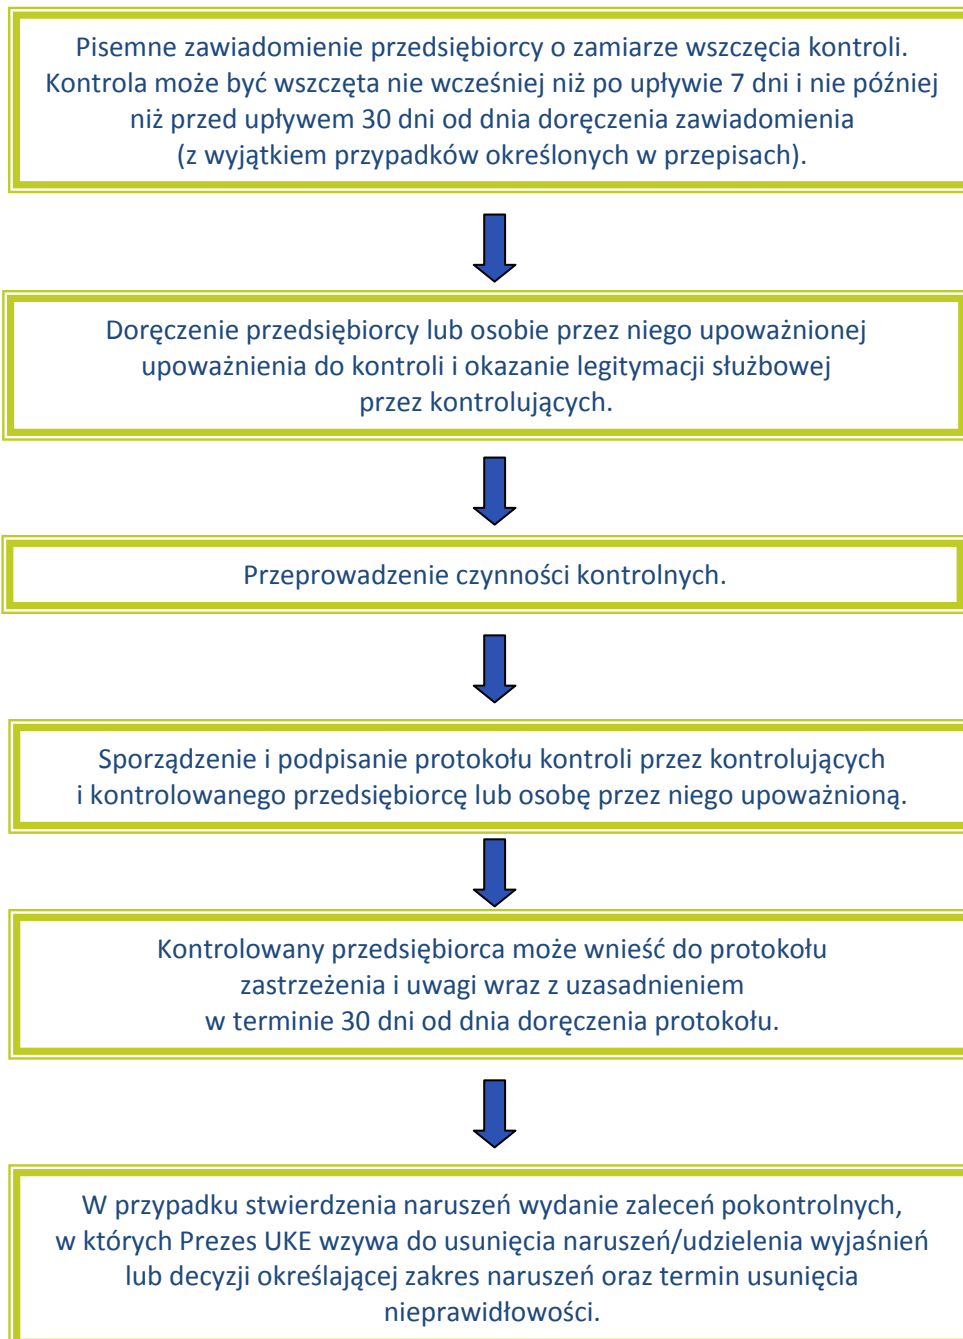 Pisemne zawiadomienie przedsiębiorcy o zamiarze wszczęcia kontroli.
Kontrola może być wszczęta nie wcześniej niż po upływie 7 dni i nie później
niż przed upływem 30 dni od dnia doręczenia zawiadomienia
(z wyjątkiem przypadków określonych w przepisach).
Doręczenie przedsiębiorcy lub osobie przez niego upoważnionej
upoważnienia do kontroli i okazanie legitymacji służbowej
przez kontrolujących.
Przeprowadzenie czynności kontrolnych.
Sporządzenie i podpisanie protokołu kontroli przez kontrolujących
i kontrolowanego przedsiębiorcę lub osobę przez niego upoważnioną.
Kontrolowany przedsiębiorca może wnieść do protokołu
zastrzeżenia i uwagi wraz z uzasadnieniem
w terminie 30 dni od dnia doręczenia protokołu.
W przypadku stwierdzenia naruszeń wydanie zaleceń pokontrolnych,
w których Prezes UKE wzywa do usunięcia naruszeń/udzielenia wyjaśnień
lub decyzji określającej zakres naruszeń oraz termin usunięcia
nieprawidłowości.